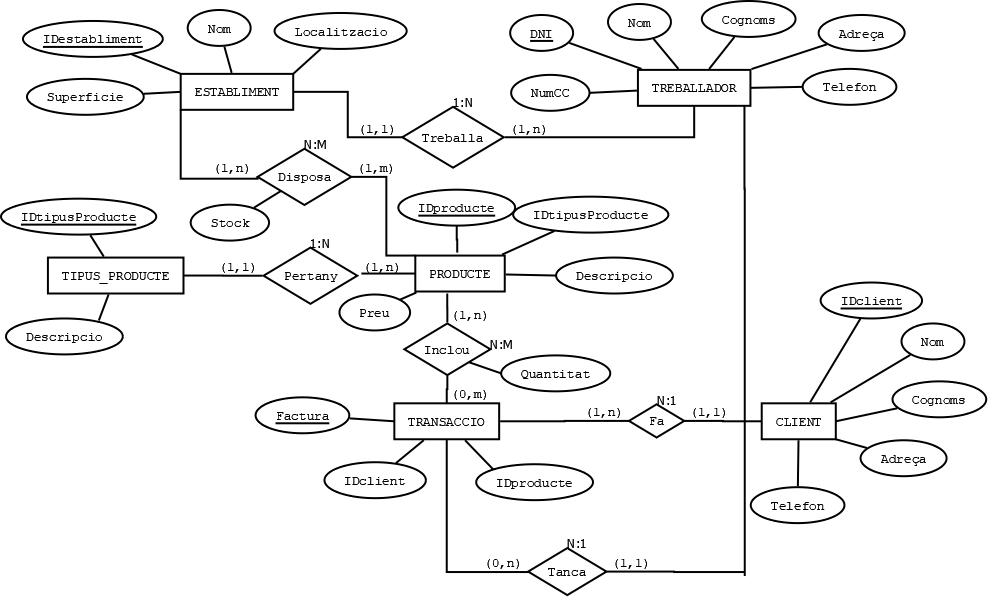 IDestabliment
Nom
Localitzacio
Superficie
ESTABLIMENT
DNI
Nom
Cognoms
Adreça
NumCC
TREBALLADOR
Telefon
1:N
(1,1)
Treballa
(1,n)
N:M
(1,n)
Disposa
(1,m)
Stock
IDtipusProducte
IDproducte
IDtipusProducte
1:N
TIPUS_PRODUCTE
(1,1)
Pertany
(1,n)
PRODUCTE
Descripcio
Preu
Descripcio
(1,n)
Inclou
N:M
Quantitat
(0,m)
IDclient
Nom
Cognoms
Factura
TRANSACCIO
(1,n)
N:1
Fa
(1,1)
CLIENT
Adreça
IDclient
IDproducte
Telefon
N:1
(0,n)
Tanca
(1,1)